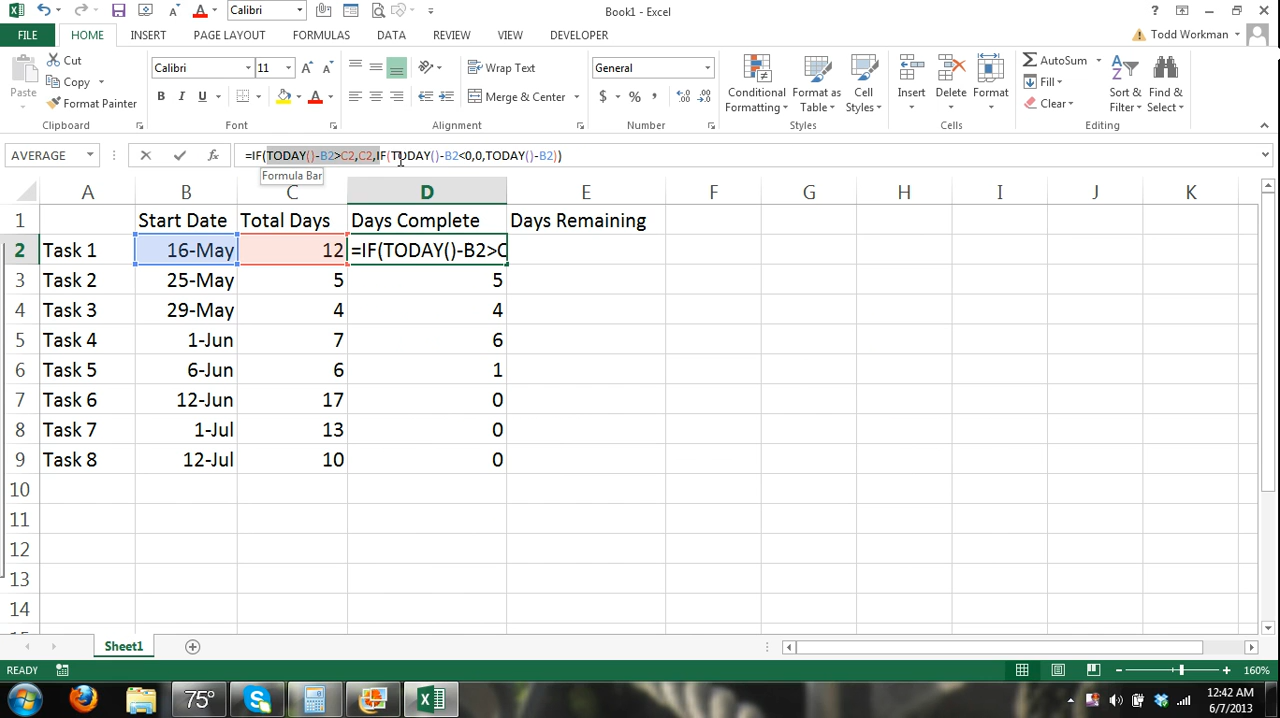 Calibri
Book1 - Excel
?
FILE HOME INSERT PAGE LAYOUT FORMULAS DATA REVIEW VIEW DEVELOPER Todd Workman
Paste Cut Calibri 11 Wrap Text General Conditional Formatting Format as Table Cell Styles Insert Delete Format AutoSum Sort & Filter Find & Select
Copy Fill
Format Painter B I U A Merge & Center $ % , Clear
Clipboard Font Alignment Number Styles Cells Editing
AVERAGE fx =IF(TODAY()-B2>C2,C2,IF(TODAY()-B2<0,0,TODAY()-B2))
Formula Bar
A B C D E F G H I J K
1 Start Date Total Days Days Complete Days Remaining
2 Task 1 16-May 12 =IF(TODAY()-B2>C
3 Task 2 25-May 5 5
4 Task 3 29-May 4 4
5 Task 4 1-Jun 7 6
6 Task 5 6-Jun 6 1
7 Task 6 12-Jun 17 0
8 Task 7 1-Jul 13 0
9 Task 8 12-Jul 10 0
10
11
12
13
14
Sheet1
READY 160%
75°
12:42 AM
6/7/2013